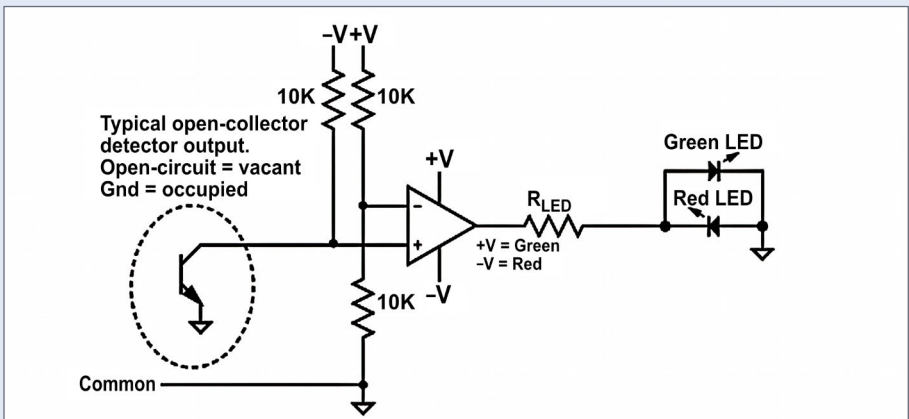 –V+V
10K
10K
Typical open-collector
detector output.
Open-circuit = vacant
Gnd = occupied
+V
Green LED
RLED
Red LED
-
+
+V = Green
–V = Red
10K
–V
Common